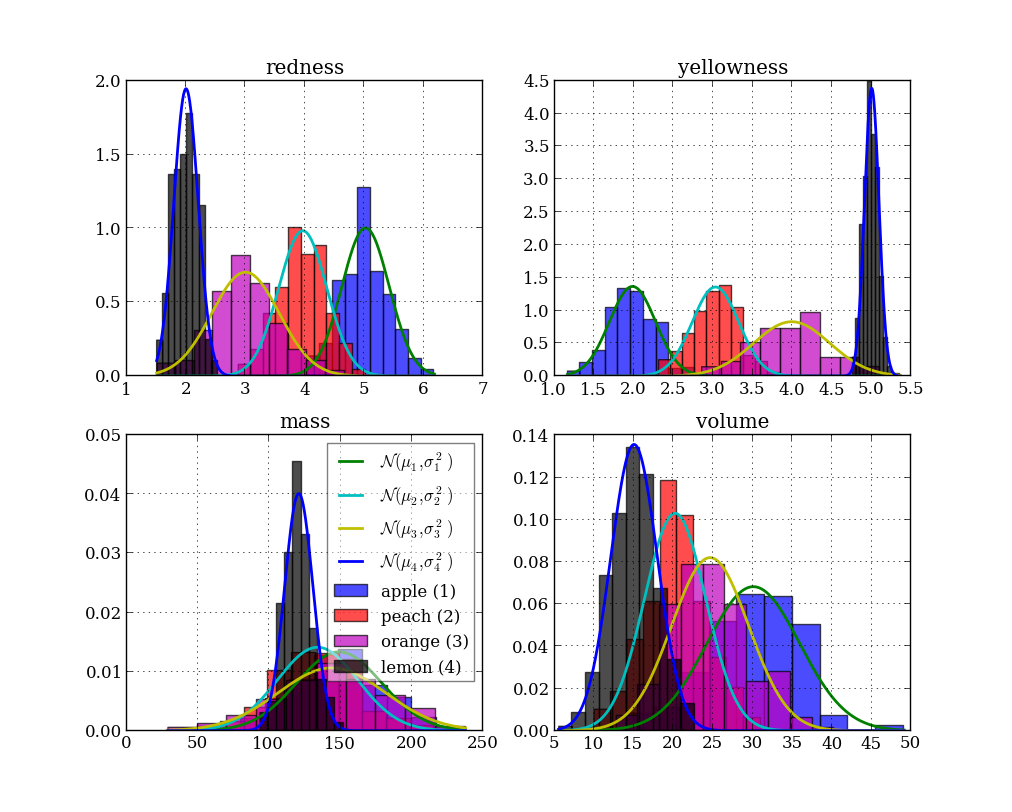 redness
2.0
1.5
1.0
0.5
0.0
1 2 3 4 5 6 7
yellowness
4.5
4.0
3.5
3.0
2.5
2.0
1.5
1.0
0.5
0.0
1.0 1.5 2.0 2.5 3.0 3.5 4.0 4.5 5.0 5.5
mass
0.05
0.04
0.03
0.02
0.01
0.00
0 50 100 150 200 250
𝒩(μ₁,σ₁²)
𝒩(μ₂,σ₂²)
𝒩(μ₃,σ₃²)
𝒩(μ₄,σ₄²)
apple (1)
peach (2)
orange (3)
lemon (4)
volume
0.14
0.12
0.10
0.08
0.06
0.04
0.02
0.00
5 10 15 20 25 30 35 40 45 50